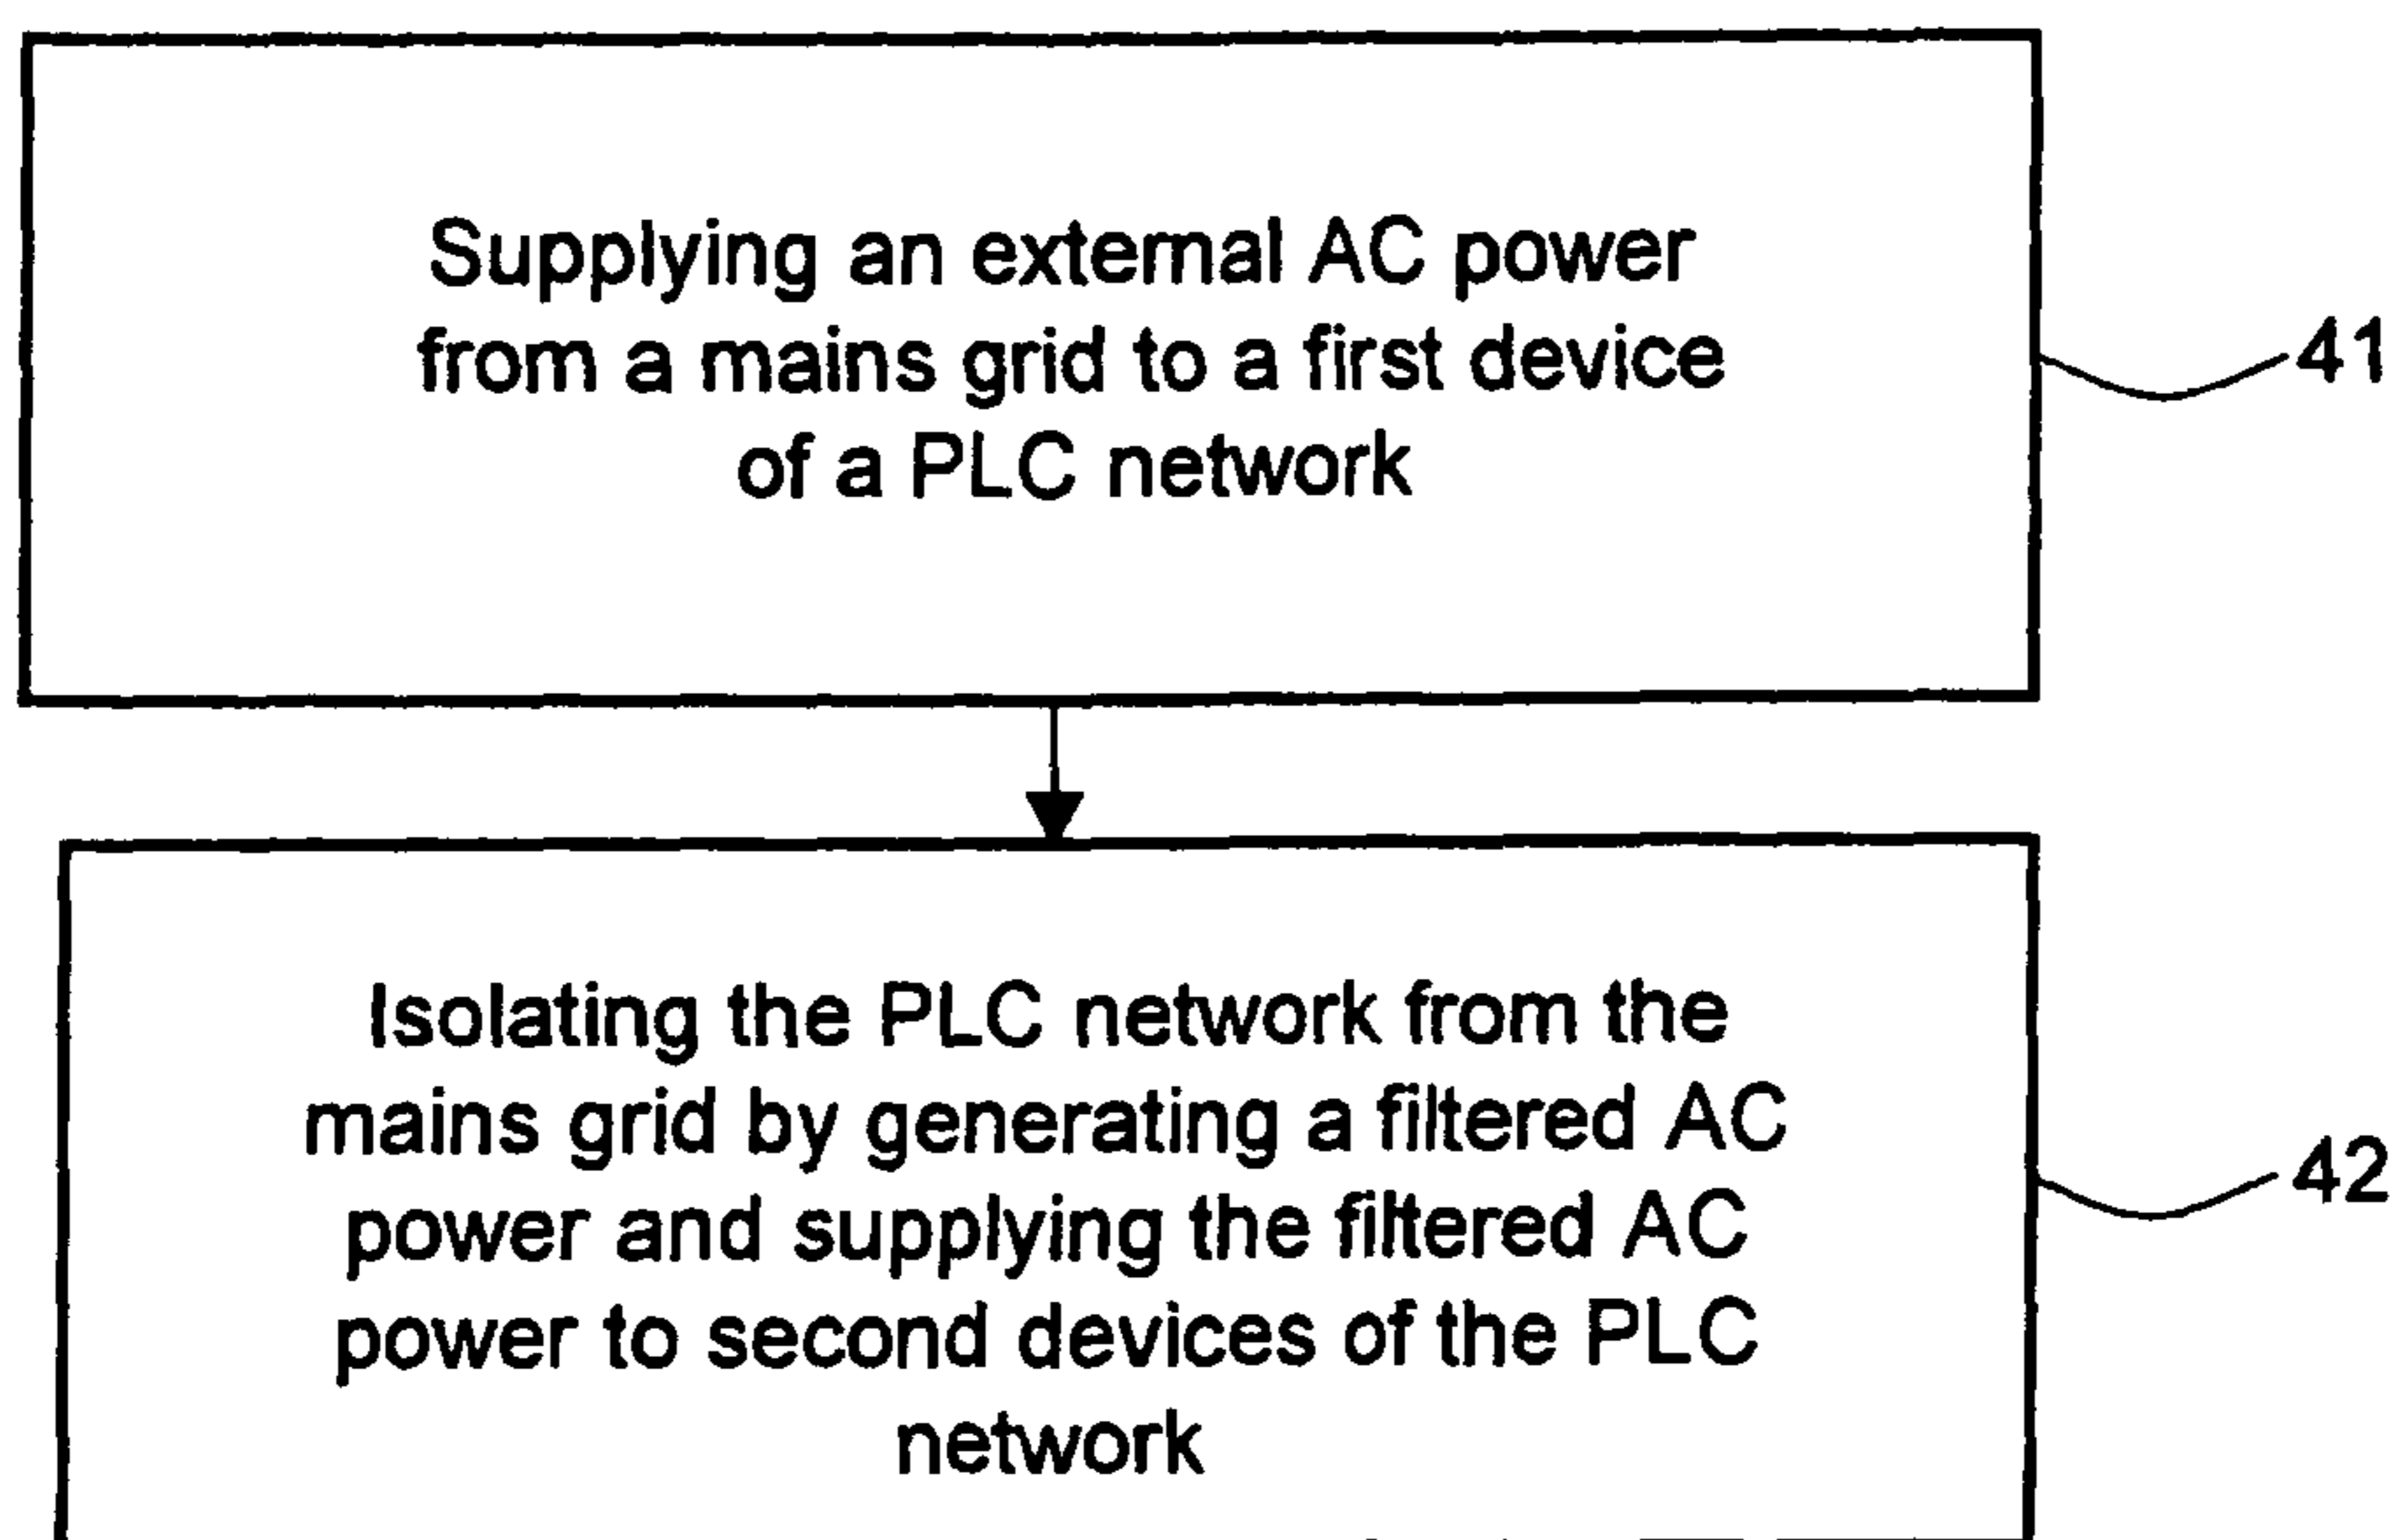 Supplying an external AC power
from a mains grid to a first device
of a PLC network
41
Isolating the PLC network from the
mains grid by generating a filtered AC
power and supplying the filtered AC
power to second devices of the PLC
network
42